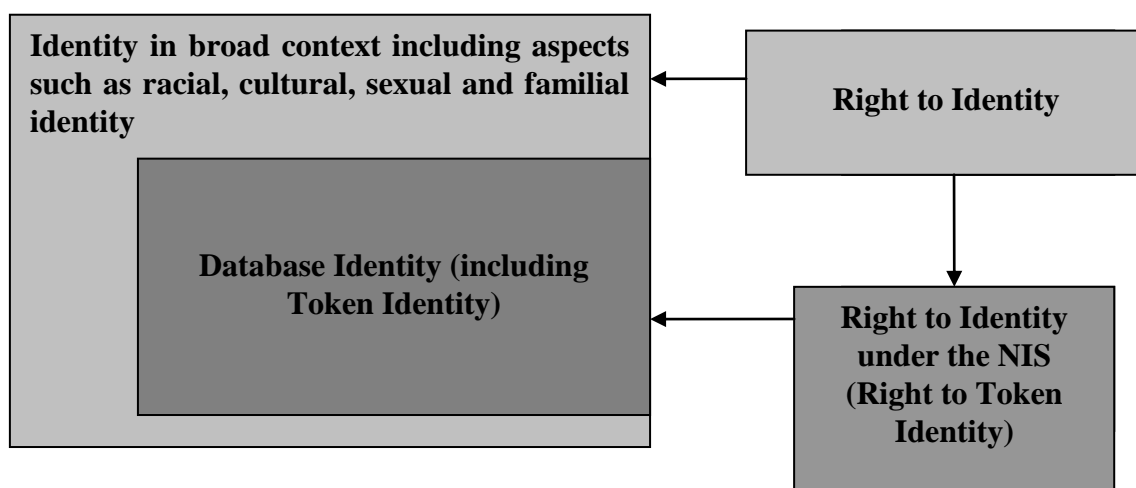 Identity in broad context including aspects
such as racial, cultural, sexual and familial
identity
Right to Identity
Database Identity (including
Token Identity)
Right to Identity
under the NIS
(Right to Token
Identity)